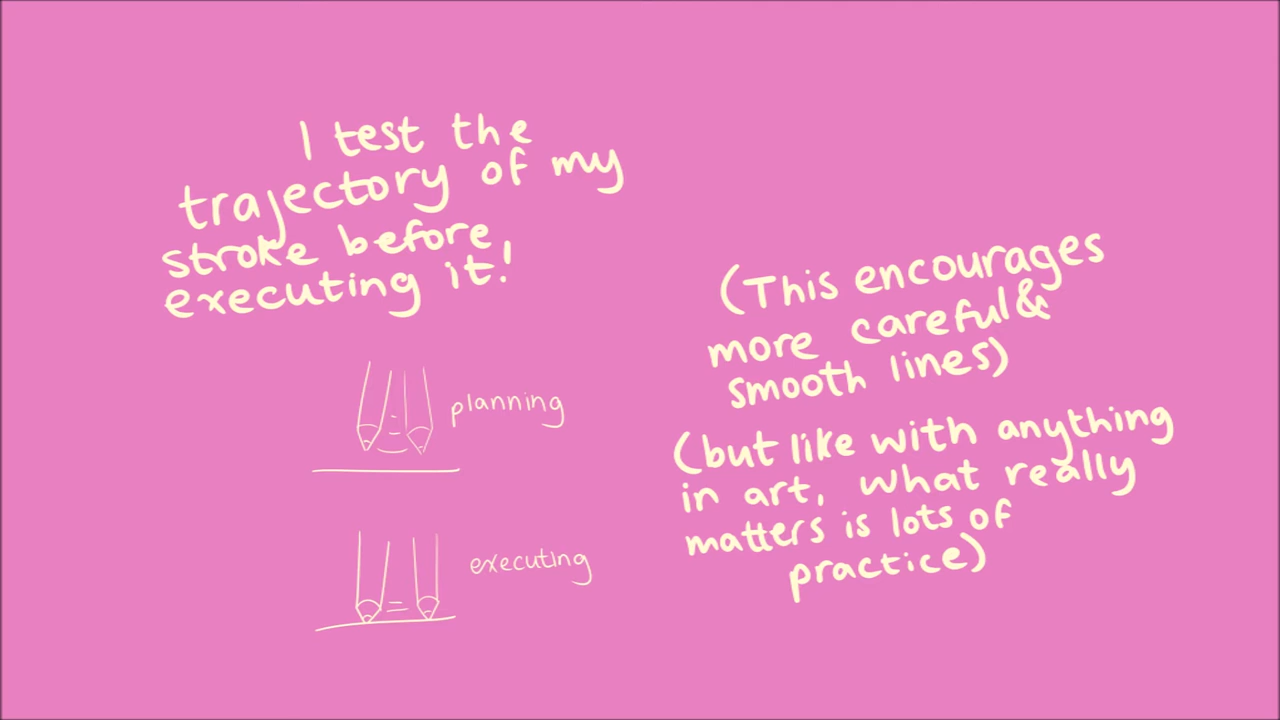 I test the
trajectory of my
stroke before
executing it!
planning
executing
(This encourages
more careful &
smooth lines)
(but like with anything
in art, what really
matters is lots of
practice)